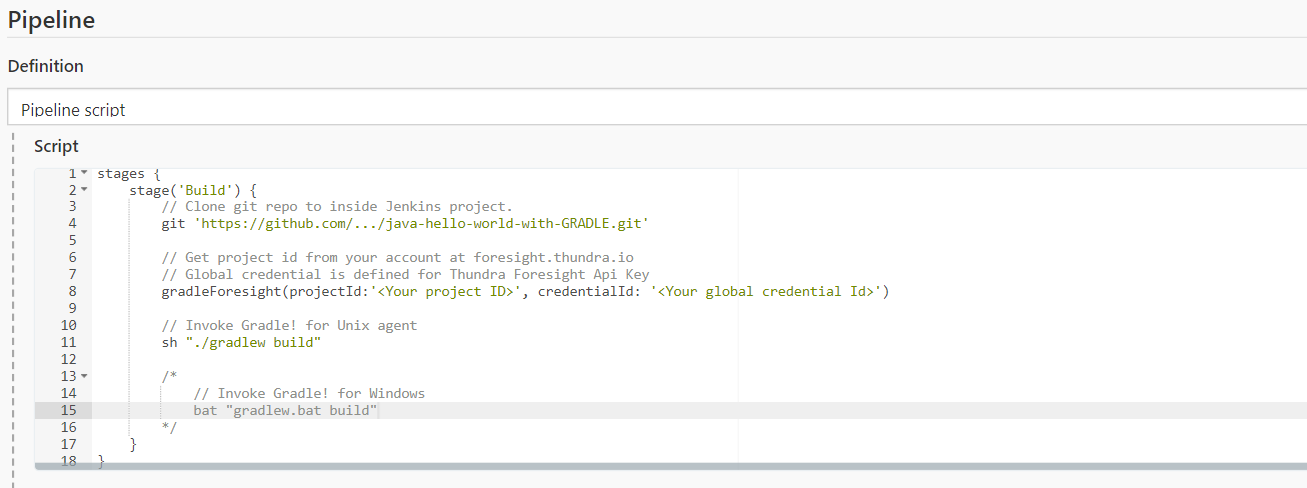 Pipeline
Definition
Pipeline script
Script
1 stages {
2 stage('Build') {
3 // Clone git repo to inside Jenkins project.
4 git 'https://github.com/.../java-hello-world-with-GRADLE.git'
5
6 // Get project id from your account at foresight.thundra.io
7 // Global credential is defined for Thundra Foresight Api Key
8 gradleForesight(projectId:'<Your project ID>', credentialId: '<Your global credential Id>')
9
10 // Invoke Gradle! for Unix agent
11 sh "./gradlew build"
12
13 /*
14 // Invoke Gradle! for Windows
15 bat "gradlew.bat build"
16 */
17 }
18 }